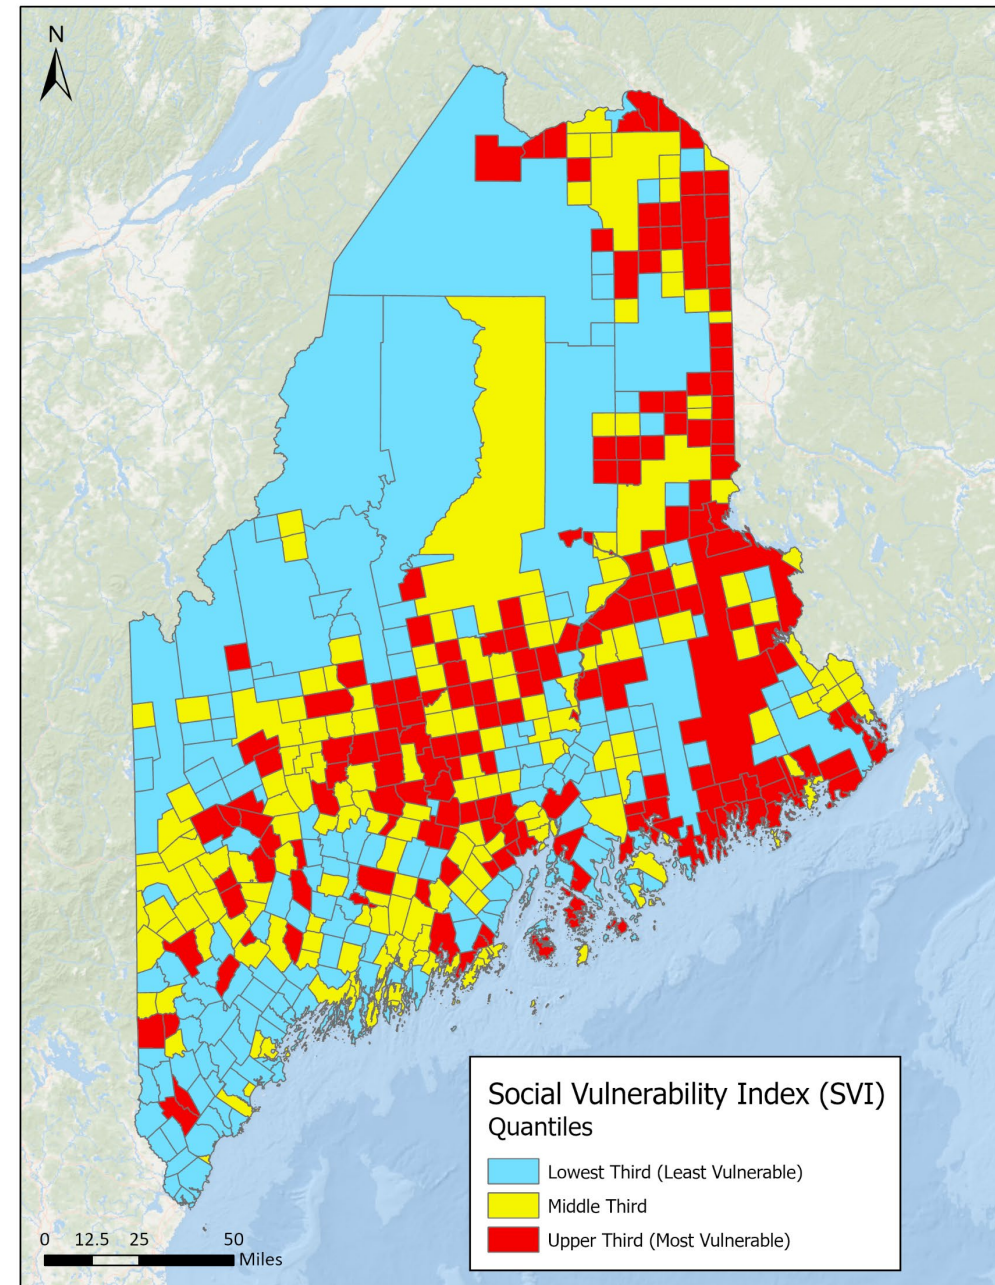 N
Social Vulnerability Index (SVI)
Quantiles
Lowest Third (Least Vulnerable)
Middle Third
Upper Third (Most Vulnerable)
0 12.5 25 50
Miles